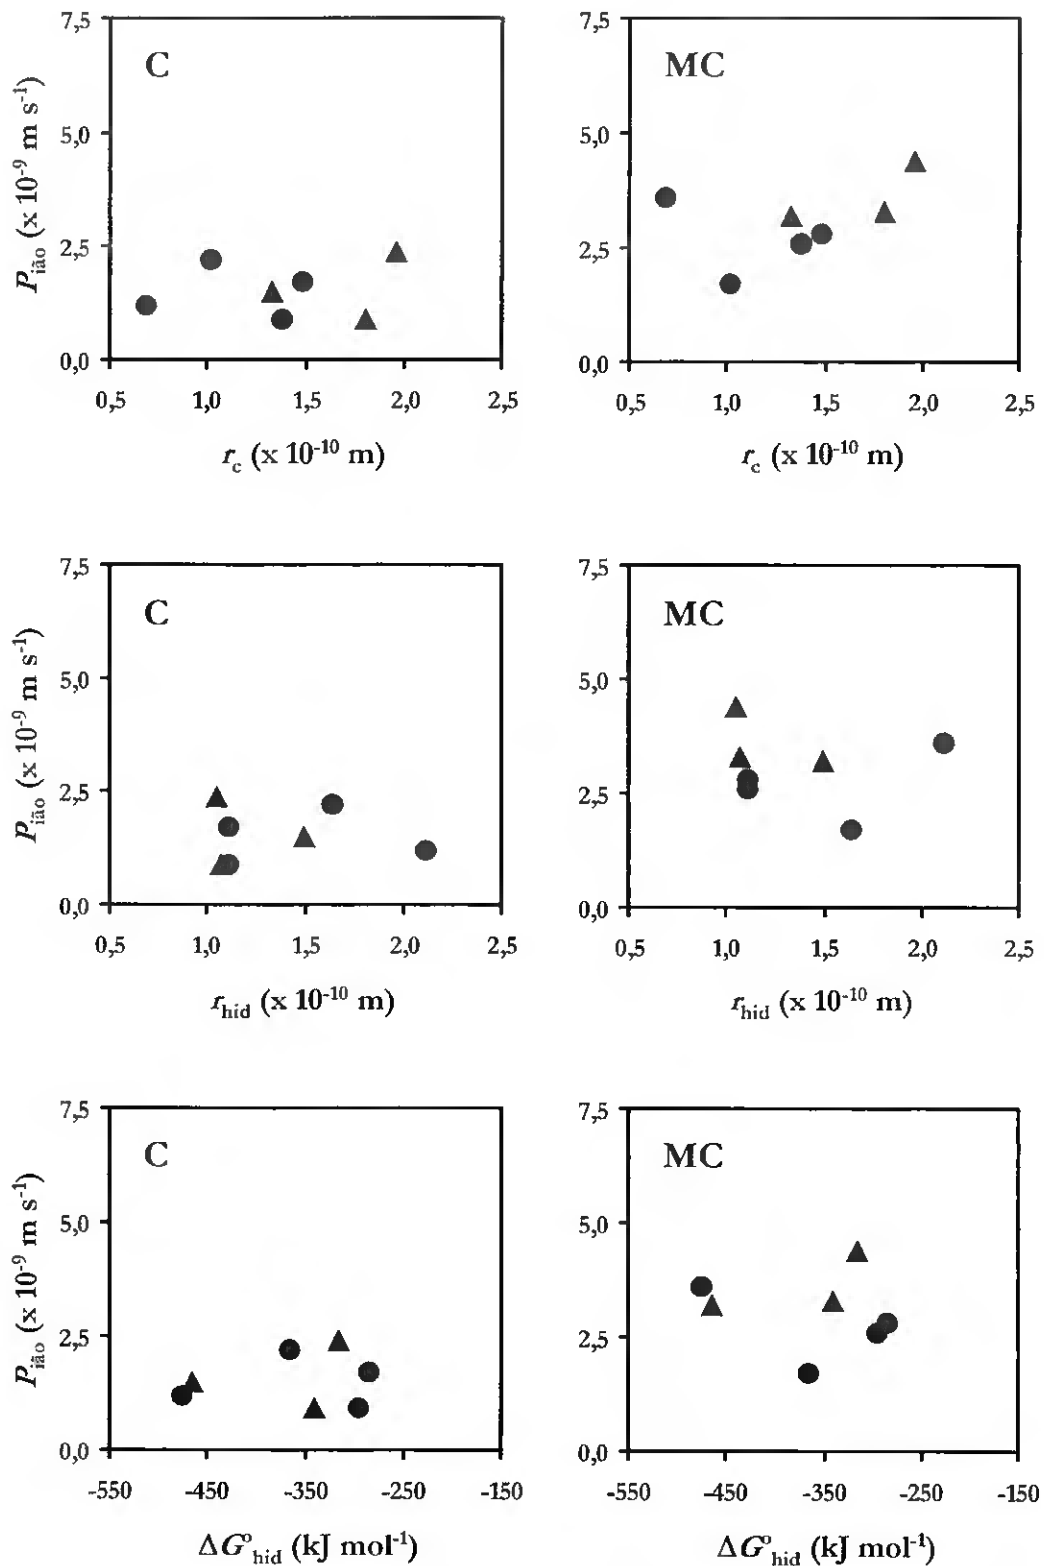 7,5
5,0
2,5
0,0
C
P_ião (x 10⁻⁹ m s⁻¹)
0,5 1,0 1,5 2,0 2,5
r_c (x 10⁻¹⁰ m)
7,5
5,0
2,5
0,0
MC
0,5 1,0 1,5 2,0 2,5
r_c (x 10⁻¹⁰ m)
7,5
5,0
2,5
0,0
C
P_ião (x 10⁻⁹ m s⁻¹)
0,5 1,0 1,5 2,0 2,5
r_hid (x 10⁻¹⁰ m)
7,5
5,0
2,5
0,0
MC
0,5 1,0 1,5 2,0 2,5
r_hid (x 10⁻¹⁰ m)
7,5
5,0
2,5
0,0
C
P_ião (x 10⁻⁹ m s⁻¹)
-550 -450 -350 -250 -150
ΔG°_hid (kJ mol⁻¹)
7,5
5,0
2,5
0,0
MC
-550 -450 -350 -250 -150
ΔG°_hid (kJ mol⁻¹)